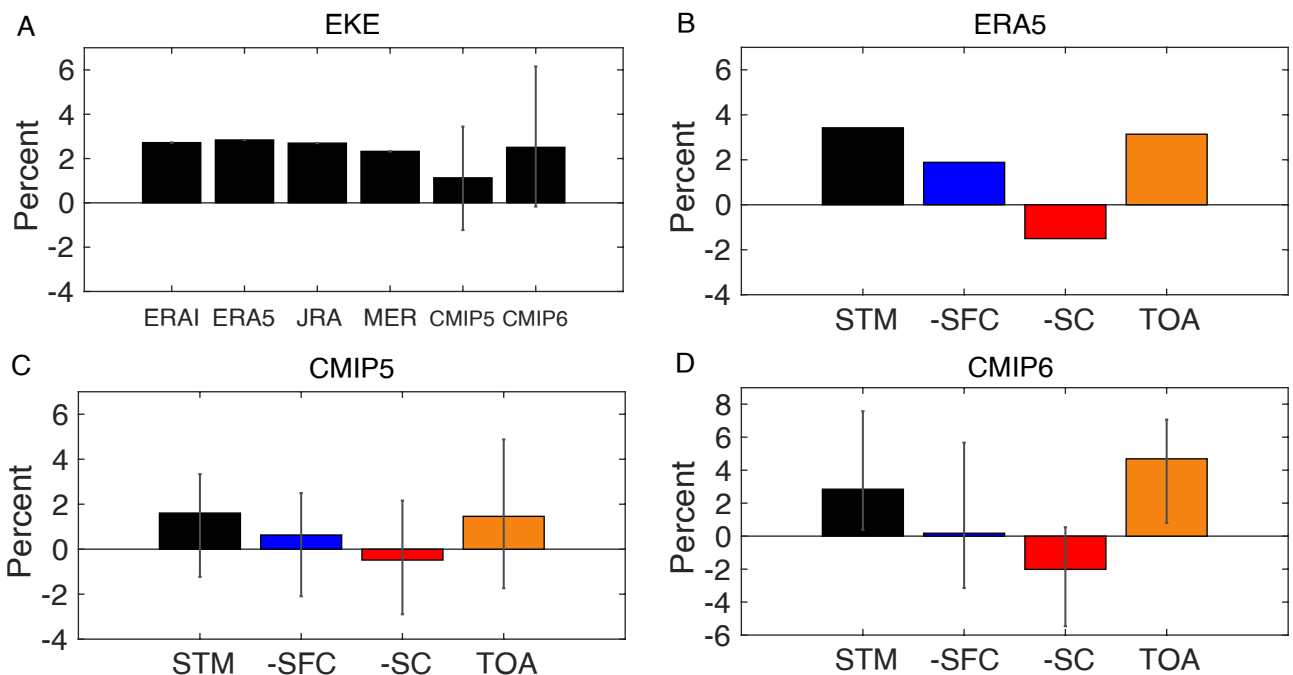 A
EKE
Percent
6
4
2
0
-2
-4
ERAI ERA5 JRA MER CMIP5 CMIP6
B
ERA5
Percent
6
4
2
0
-2
-4
STM -SFC -SC TOA
C
CMIP5
Percent
6
4
2
0
-2
-4
STM -SFC -SC TOA
D
CMIP6
Percent
8
6
4
2
0
-2
-4
-6
STM -SFC -SC TOA